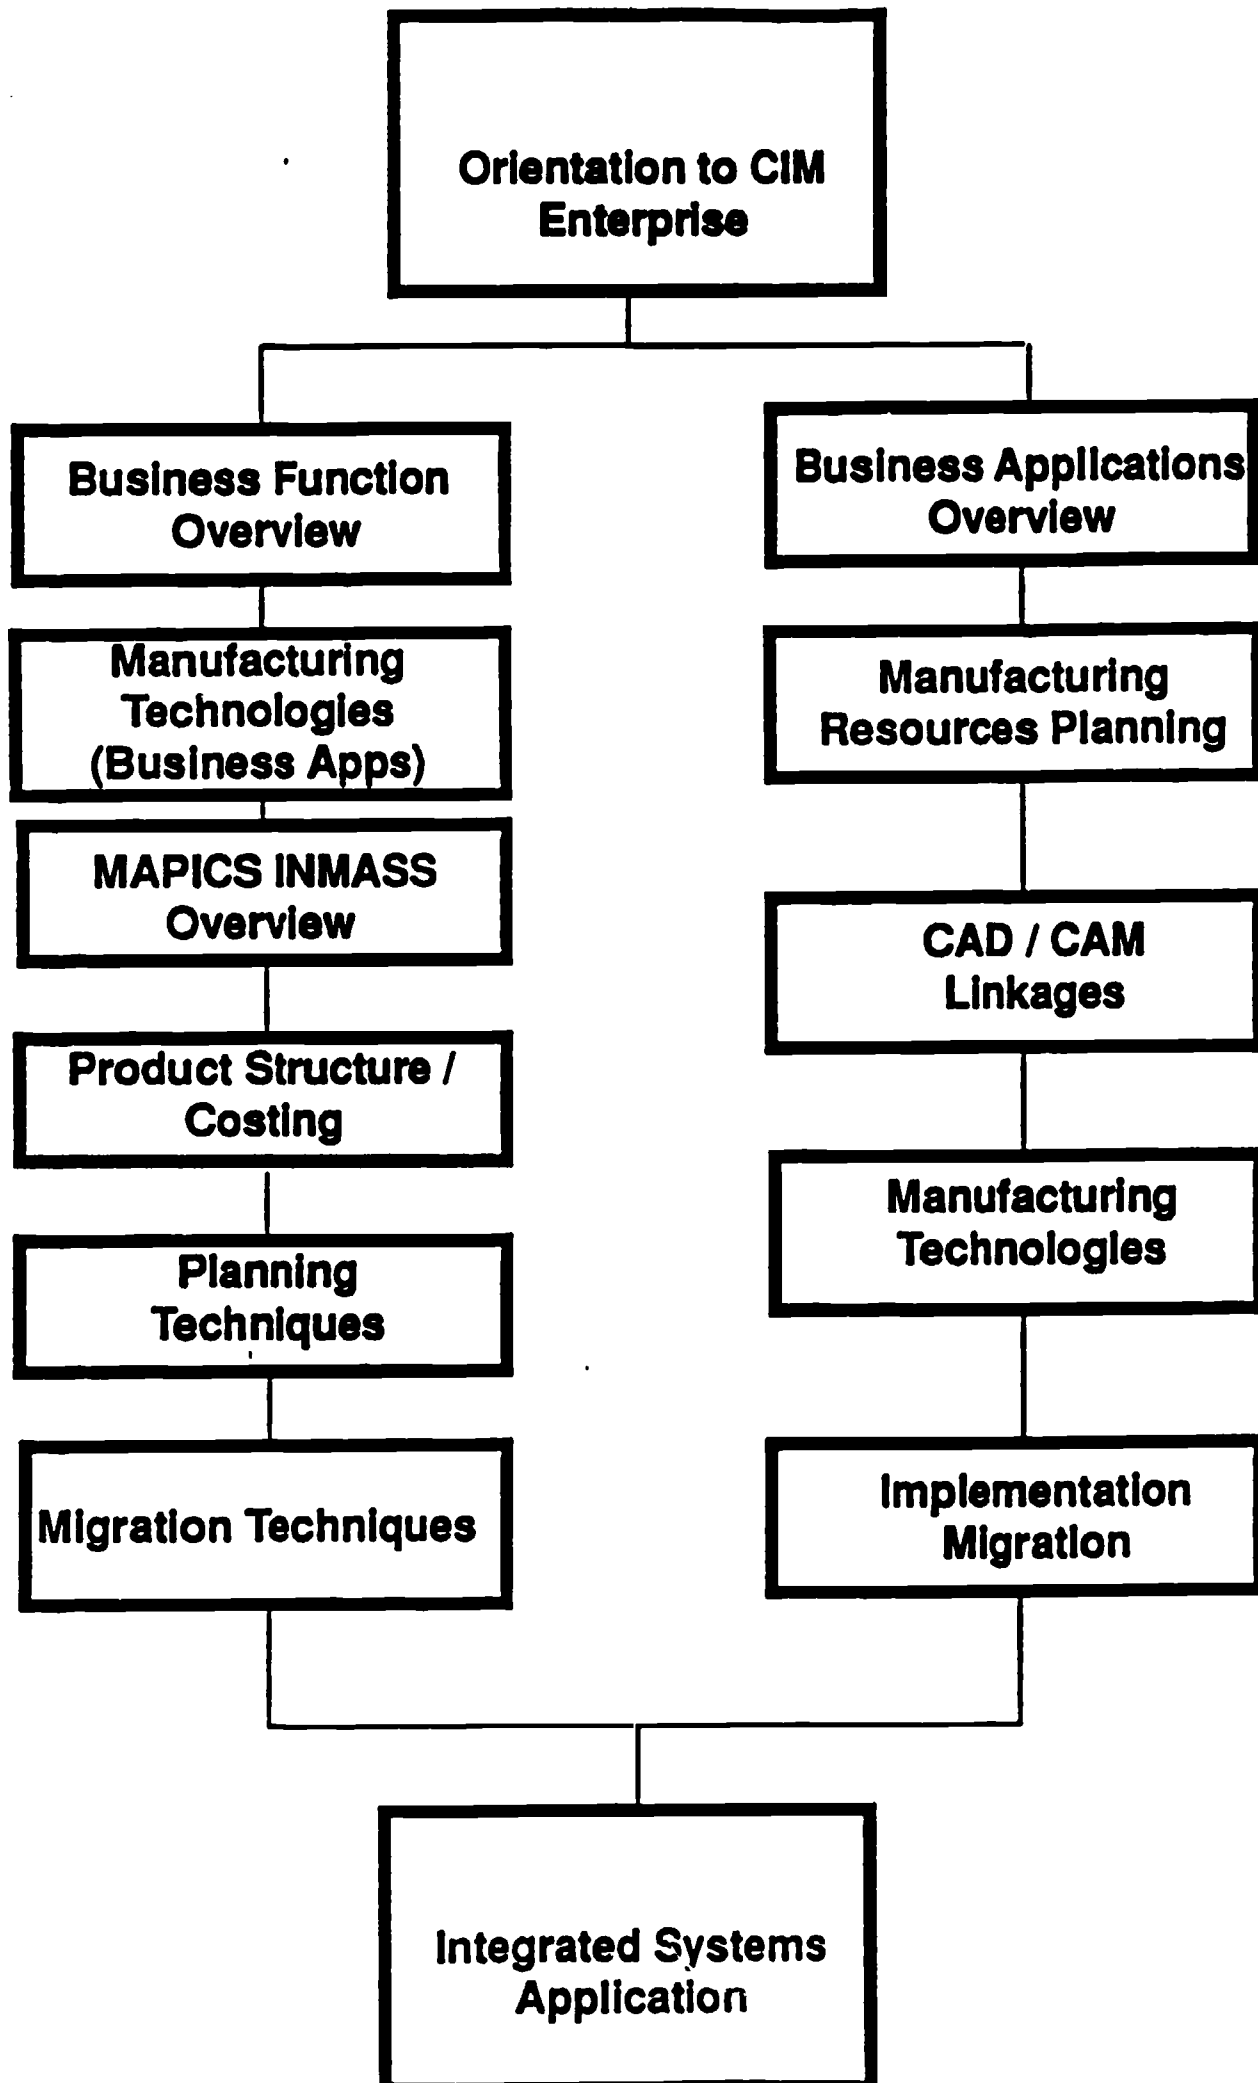 Orientation to CIM
Enterprise
Business Function
Overview
Manufacturing
Technologies
(Business Apps)
MAPICS INMASS
Overview
Product Structure /
Costing
Planning
Techniques
Migration Techniques
Business Applications
Overview
Manufacturing
Resources Planning
CAD / CAM
Linkages
Manufacturing
Technologies
Implementation
Migration
Integrated Systems
Application